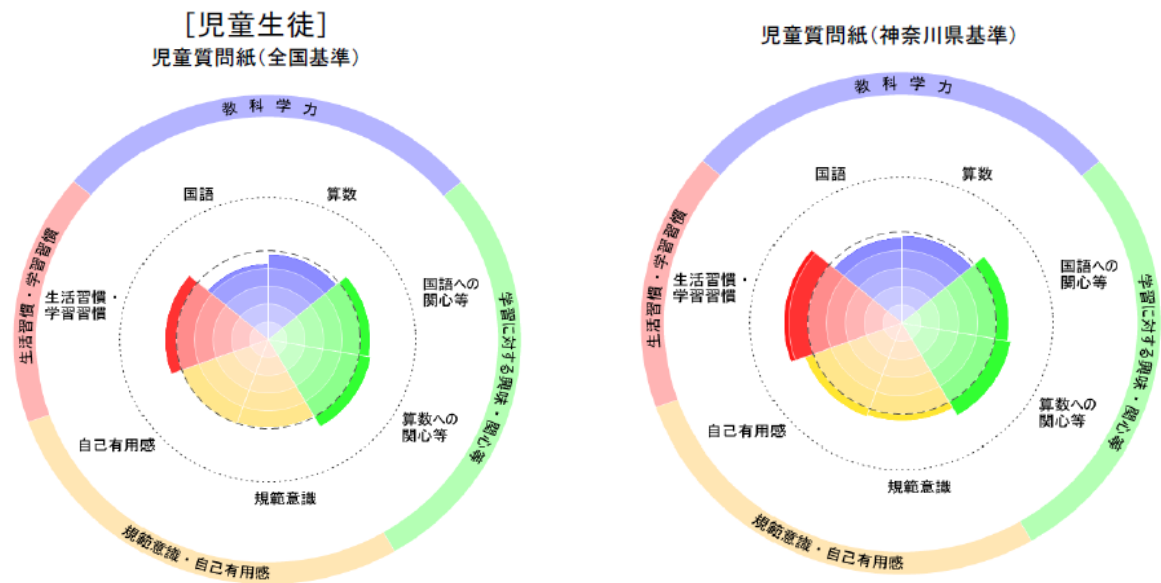 [児童生徒]
児童質問紙(全国基準)
教科学力
学習に対する興味・関心等
規範意識・自己有用感
生活習慣・学習習慣
国語
算数
国語への
関心等
算数への
関心等
規範意識
自己有用感
生活習慣・
学習習慣
児童質問紙(神奈川県基準)
教科学力
学習に対する興味・関心等
規範意識・自己有用感
生活習慣・学習習慣
国語
算数
国語への
関心等
算数への
関心等
規範意識
自己有用感
生活習慣・
学習習慣